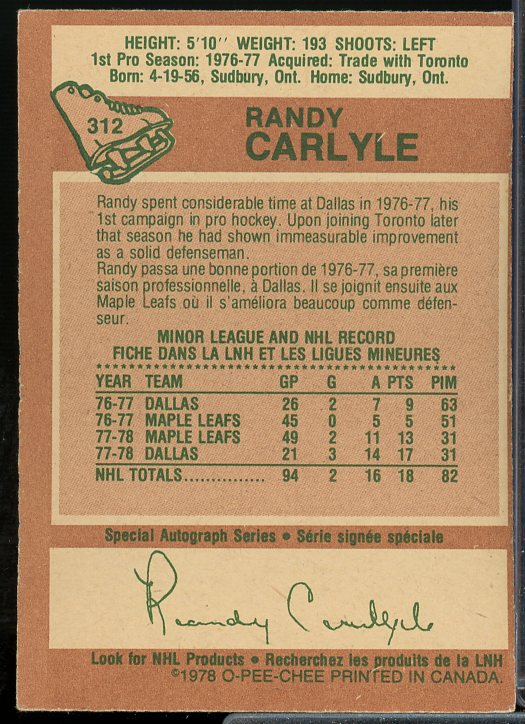 HEIGHT: 5'10'' WEIGHT: 193 SHOOTS: LEFT
1st Pro Season: 1976-77 Acquired: Trade with Toronto
Born: 4-19-56, Sudbury, Ont. Home: Sudbury, Ont.
312
RANDY
CARLYLE
Randy spent considerable time at Dallas in 1976-77, his
1st campaign in pro hockey. Upon joining Toronto later
that season he had shown immeasurable improvement
as a solid defenseman.
Randy passa une bonne portion de 1976-77, sa première
saison professionnelle, à Dallas. Il se joignit ensuite aux
Maple Leafs où il s'améliora beaucoup comme défen-
seur.
MINOR LEAGUE AND NHL RECORD
FICHE DANS LA LNH ET LES LIGUES MINEURES
YEAR TEAM GP G A PTS PIM
76-77 DALLAS 26 2 7 9 63
76-77 MAPLE LEAFS 45 0 5 5 51
77-78 MAPLE LEAFS 49 2 11 13 31
77-78 DALLAS 21 3 14 17 31
NHL TOTALS................ 94 2 16 18 82
Special Autograph Series • Série signée spéciale
Randy Carlyle
Look for NHL Products • Recherchez les produits de la LNH
©1978 O-PEE-CHEE PRINTED IN CANADA.